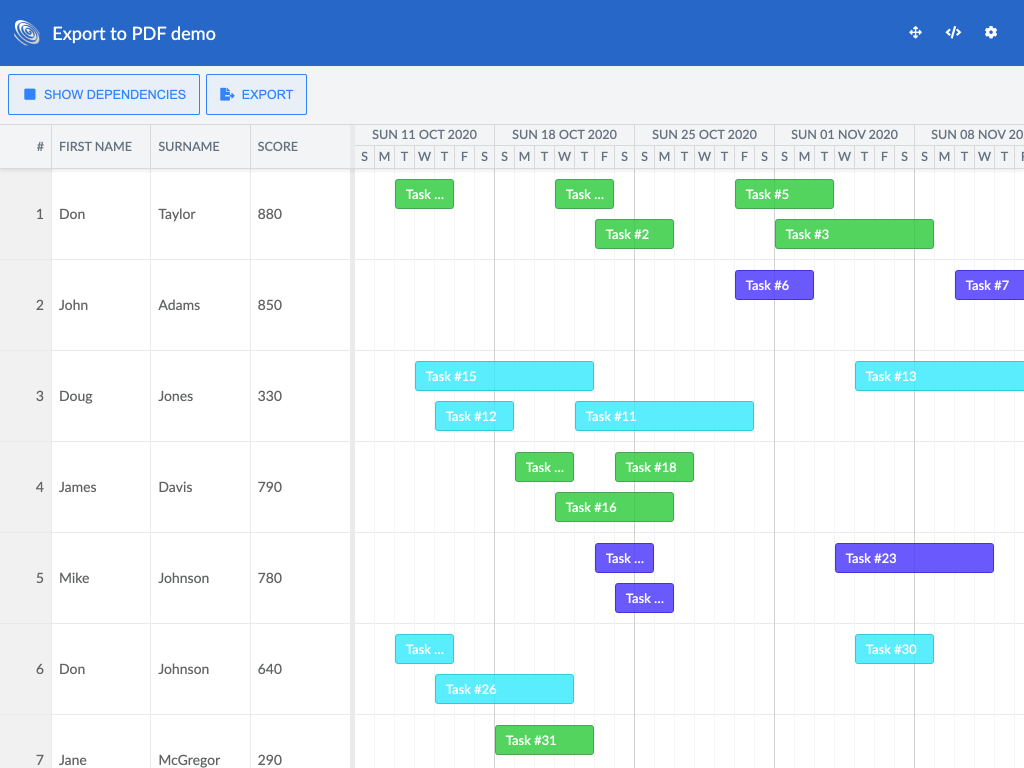 Export to PDF demo
SHOW DEPENDENCIES EXPORT
SUN 11 OCT 2020 SUN 18 OCT 2020 SUN 25 OCT 2020 SUN 01 NOV 2020 SUN 08 NOV 20
# FIRST NAME SURNAME SCORE
S M T W T F S S M T W T F S S M T W T F S S M T W T F S S M T W T F
Task ... Task ... Task #5
1 Don Taylor 880
Task #2 Task #3
Task #6 Task #7
2 John Adams 850
Task #15 Task #13
3 Doug Jones 330
Task #12 Task #11
Task ... Task #18
4 James Davis 790
Task #16
Task ... Task #23
5 Mike Johnson 780
Task ...
Task ... Task #30
6 Don Johnson 640
Task #26
Task #31
7 Jane McGregor 290